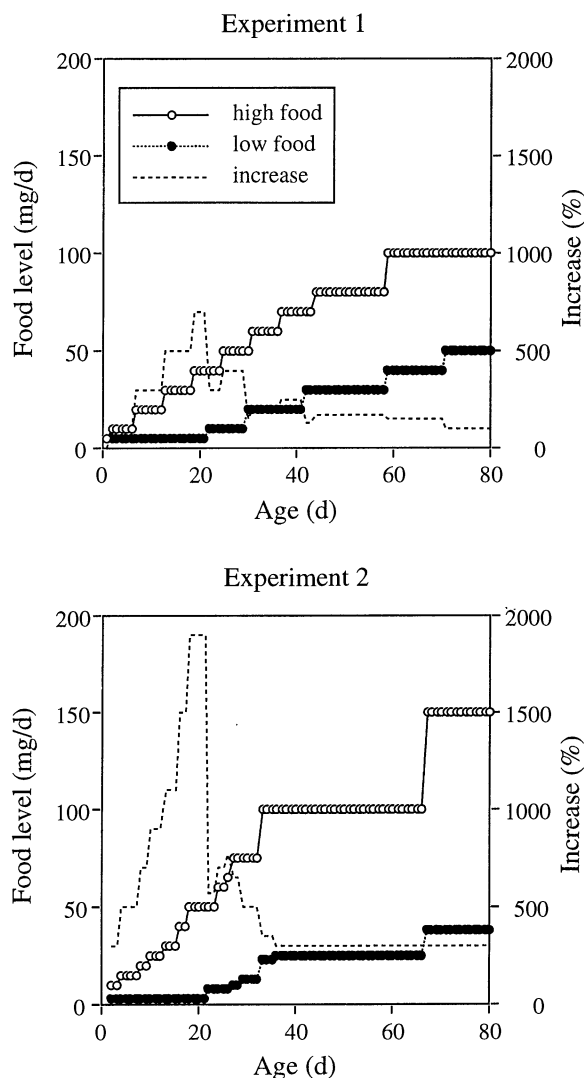 Experiment 1
200
150
100
50
0
Food level (mg/d)
high food
low food
increase
2000
1500
1000
500
0
Increase (%)
0 20 40 60 80
Age (d)
Experiment 2
200
150
100
50
0
Food level (mg/d)
2000
1500
1000
500
0
Increase (%)
0 20 40 60 80
Age (d)